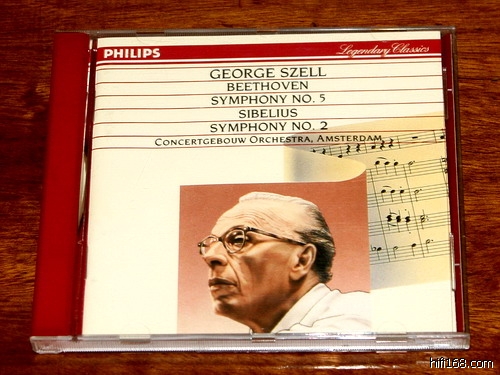 PHILIPS
Legendary Classics
GEORGE SZELL
BEETHOVEN
SYMPHONY NO. 5
SIBELIUS
SYMPHONY NO. 2
CONCERTGEBOUW ORCHESTRA, AMSTERDAM
hifi168.com